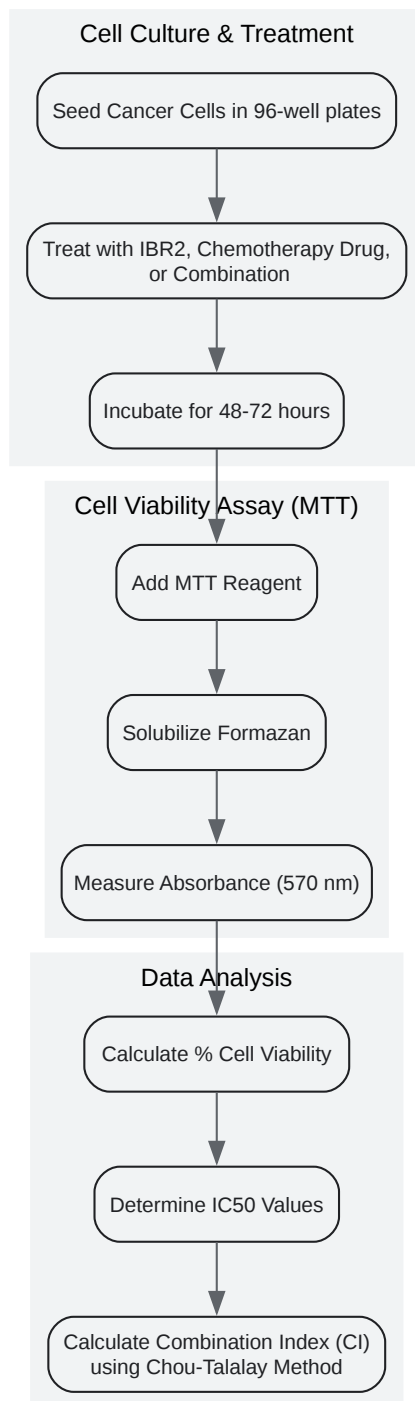 Cell Culture & Treatment
Seed Cancer Cells in 96-well plates
Treat with IBR2, Chemotherapy Drug,
or Combination
Incubate for 48-72 hours
Cell Viability Assay (MTT)
Add MTT Reagent
Solubilize Formazan
Measure Absorbance (570 nm)
Data Analysis
Calculate % Cell Viability
Determine IC50 Values
Calculate Combination Index (CI)
using Chou-Talalay Method